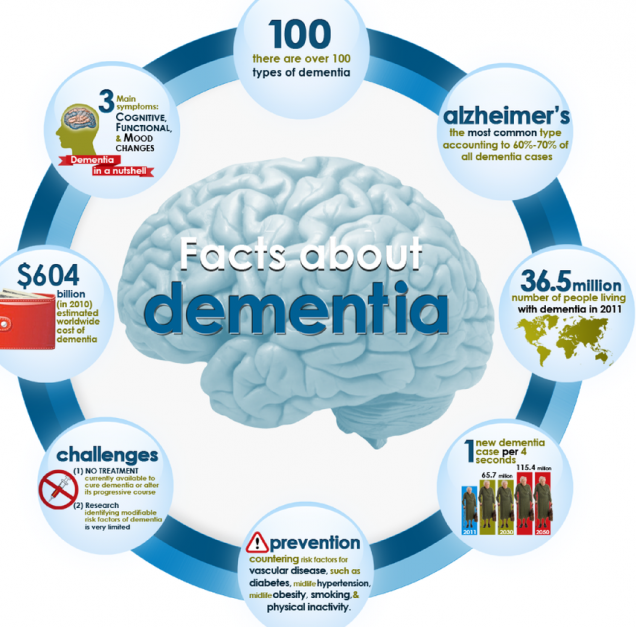 100
there are over 100
types of dementia
3 Main
symptoms:
COGNITIVE,
FUNCTIONAL,
& MOOD
CHANGES
Dementia
in a nutshell
alzheimer's
the most common type
accounting to 60%-70% of
all dementia cases
Facts about
dementia
$604
billion
(in 2010)
estimated
worldwide
cost of
dementia
36.5 million
number of people living
with dementia in 2011
challenges
(1) NO TREATMENT
currently available to
cure dementia or alter
its progressive course
(2) Research
identifying modifiable
risk factors of dementia
is very limited
1 new dementia
case per 4
seconds
115.4 million
65.7 million
2011 2030 2050
prevention
countering risk factors for
vascular disease, such as
diabetes, midlife hypertension,
midlife obesity, smoking, &
physical inactivity.